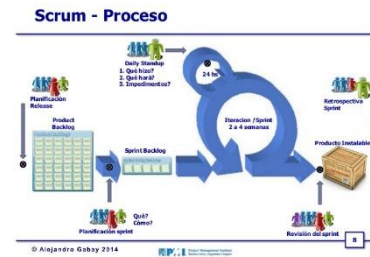 Scrum - Proceso
Daily Standup
1. Qué hizo?
2. Qué hará?
3. Impedimentos?
24 hs
Planificación
Release
Retrospectiva
Sprint
Product
Backlog
Iteracion /Sprint
2 a 4 semanas
Sprint Backlog
Producto Instalable
Qué?
Cómo?
Planificación sprint
Revisión del sprint
8
© Alejandro Gabay 2014
PMI